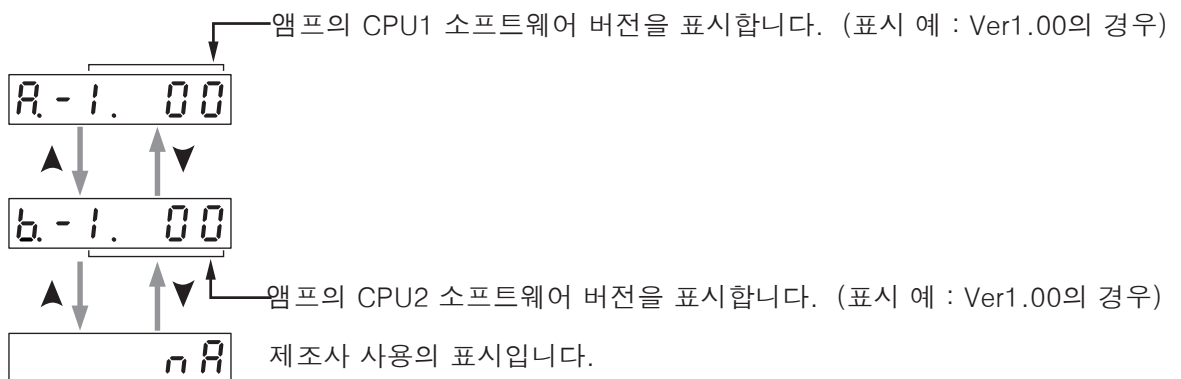 앰프의 CPU1 소프트웨어 버전을 표시합니다. (표시 예 : Ver1.00의 경우)
A.-1. 00
b.-1. 00
앰프의 CPU2 소프트웨어 버전을 표시합니다. (표시 예 : Ver1.00의 경우)
nA 제조사 사용의 표시입니다.